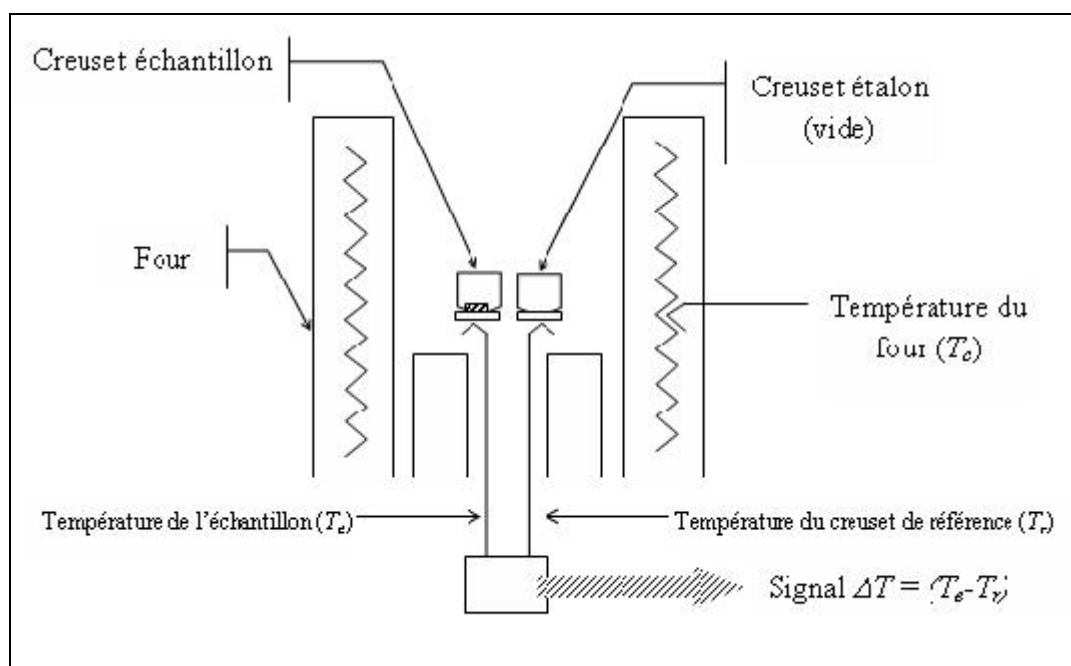 Creuset échantillon
Creuset étalon
(vide)
Four
Température du
four (Tc)
Température de l'échantillon (Te)
Température du creuset de référence (Tr)
Signal ΔT = (Te-Tr)